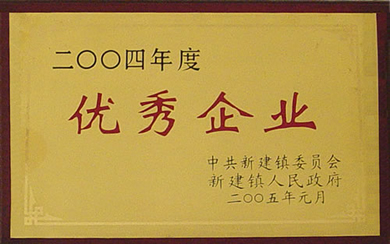 二〇〇四年度
优秀企业
中共新建镇委员会
新建镇人民政府
二〇〇五年元月